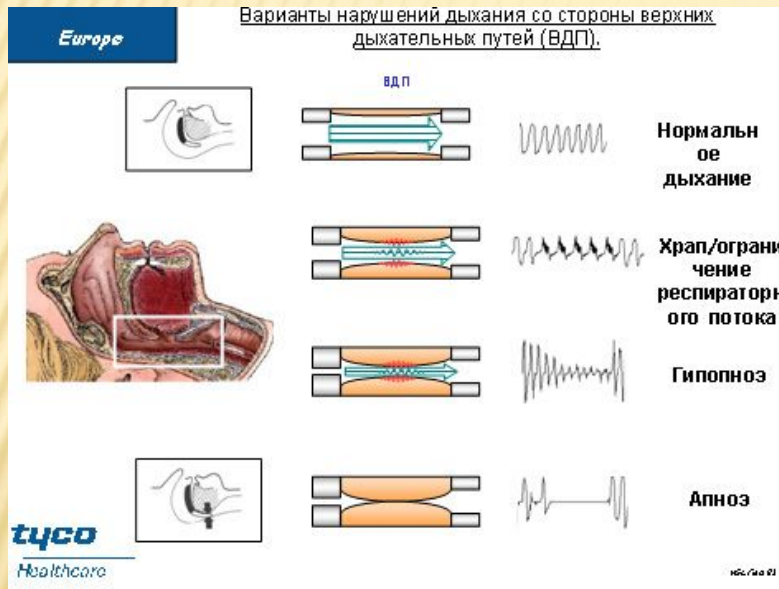 Europe
Варианты нарушений дыхания со стороны верхних
дыхательных путей (ВДП).
ВДП
Нормальн
ое
дыхание
Храп/ограни
чение
респираторн
ого потока
Гипопноэ
Апноэ
tyco
Healthcare